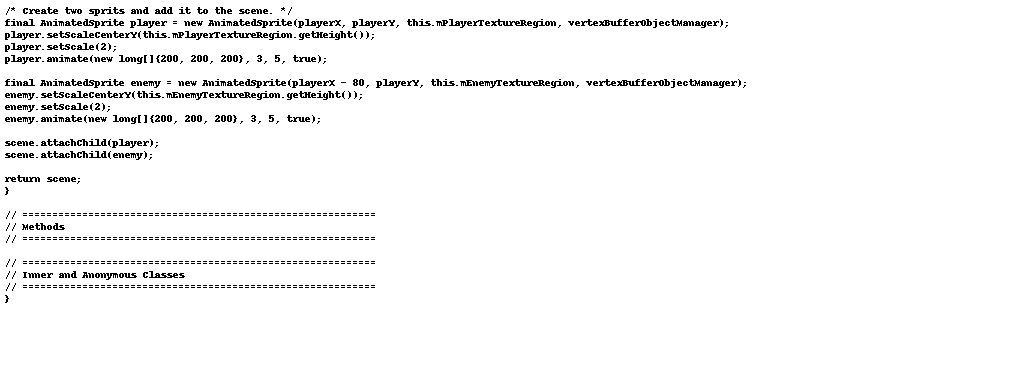 /* Create two sprits and add it to the scene. */
final AnimatedSprite player = new AnimatedSprite(playerX, playerY, this.mPlayerTextureRegion, vertexBufferObjectManager);
player.setScaleCenterY(this.mPlayerTextureRegion.getHeight());
player.setScale(2);
player.animate(new long[]{200, 200, 200}, 3, 5, true);

final AnimatedSprite enemy = new AnimatedSprite(playerX - 80, playerY, this.mEnemyTextureRegion, vertexBufferObjectManager);
enemy.setScaleCenterY(this.mEnemyTextureRegion.getHeight());
enemy.setScale(2);
enemy.animate(new long[]{200, 200, 200}, 3, 5, true);

scene.attachChild(player);
scene.attachChild(enemy);

return scene;
}

// ===========================================================
// Methods
// ===========================================================

// ===========================================================
// Inner and Anonymous Classes
// ===========================================================
}